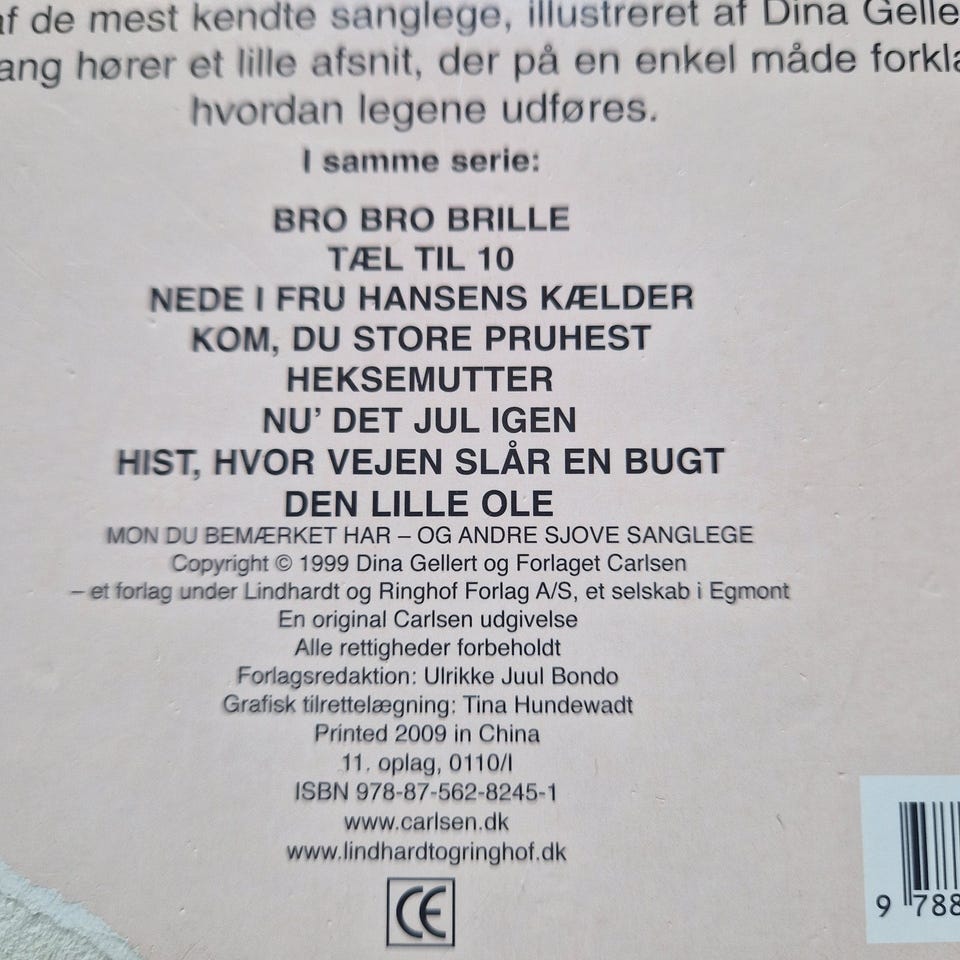 af de mest kendte sanglege, illustreret af Dina Gelle
ang hører et lille afsnit, der på en enkel måde forkla
hvordan legene udføres.
I samme serie:
BRO BRO BRILLE
TÆL TIL 10
NEDE I FRU HANSENS KÆLDER
KOM, DU STORE PRUHEST
HEKSEMUTTER
NU' DET JUL IGEN
HIST, HVOR VEJEN SLÅR EN BUGT
DEN LILLE OLE
MON DU BEMÆRKET HAR – OG ANDRE SJOVE SANGLEGE
Copyright © 1999 Dina Gellert og Forlaget Carlsen
– et forlag under Lindhardt og Ringhof Forlag A/S, et selskab i Egmont
En original Carlsen udgivelse
Alle rettigheder forbeholdt
Forlagsredaktion: Ulrikke Juul Bondo
Grafisk tilrettelægning: Tina Hundewadt
Printed 2009 in China
11. oplag, 0110/I
ISBN 978-87-562-8245-1
www.carlsen.dk
www.lindhardtogringhof.dk
CE
9 788